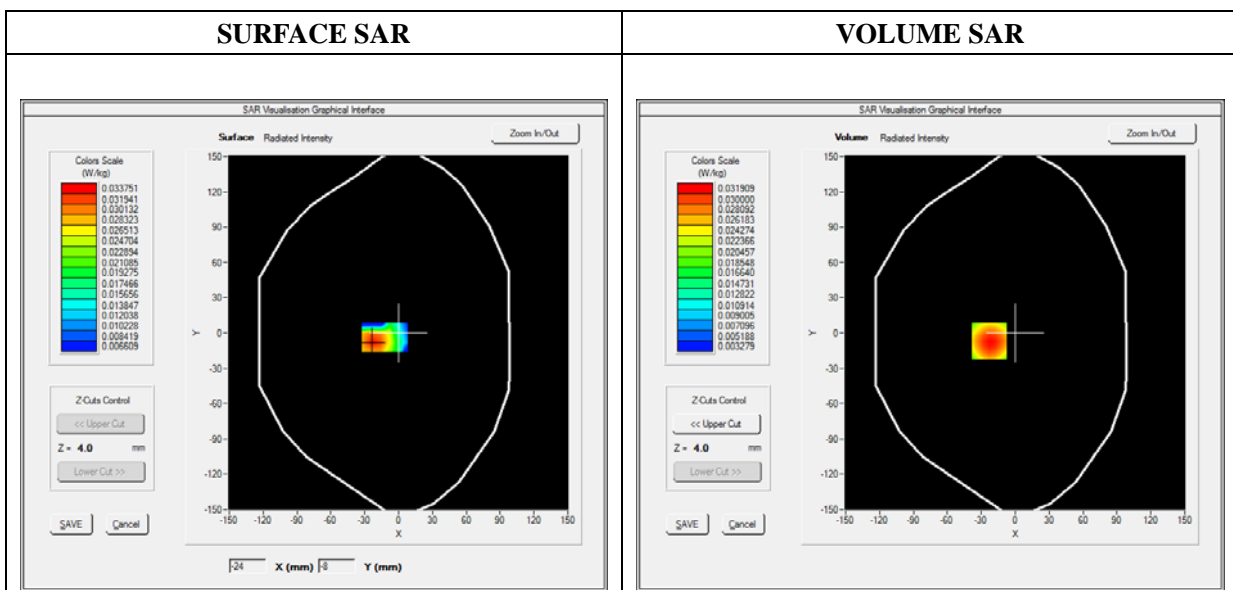 SURFACE SAR
VOLUME SAR
SAR Visualisation Graphical Interface
Surface Radiated Intensity
Zoom In/Out
Colors Scale
(W/kg)
0.033751
0.031941
0.030132
0.028323
0.026513
0.024704
0.022894
0.021085
0.019275
0.017466
0.015656
0.013847
0.012038
0.010228
0.008419
0.006609
Z-Cuts Control
<< Upper Cut
Z = 4.0 mm
Lower Cut >>
SAVE Cancel
150
120
90
60
30
0
-30
-60
-90
-120
-150
Y
-150 -120 -90 -60 -30 0 30 60 90 120 150
X
-24 X (mm) -8 Y (mm)
SAR Visualisation Graphical Interface
Volume Radiated Intensity
Zoom In/Out
Colors Scale
(W/kg)
0.031909
0.030000
0.028092
0.026183
0.024274
0.022366
0.020457
0.018548
0.016640
0.014731
0.012822
0.010914
0.009005
0.007096
0.005188
0.003279
Z-Cuts Control
<< Upper Cut
Z = 4.0 mm
Lower Cut >>
SAVE Cancel
150
120
90
60
30
0
-30
-60
-90
-120
-150
Y
-150 -120 -90 -60 -30 0 30 60 90 120 150
X